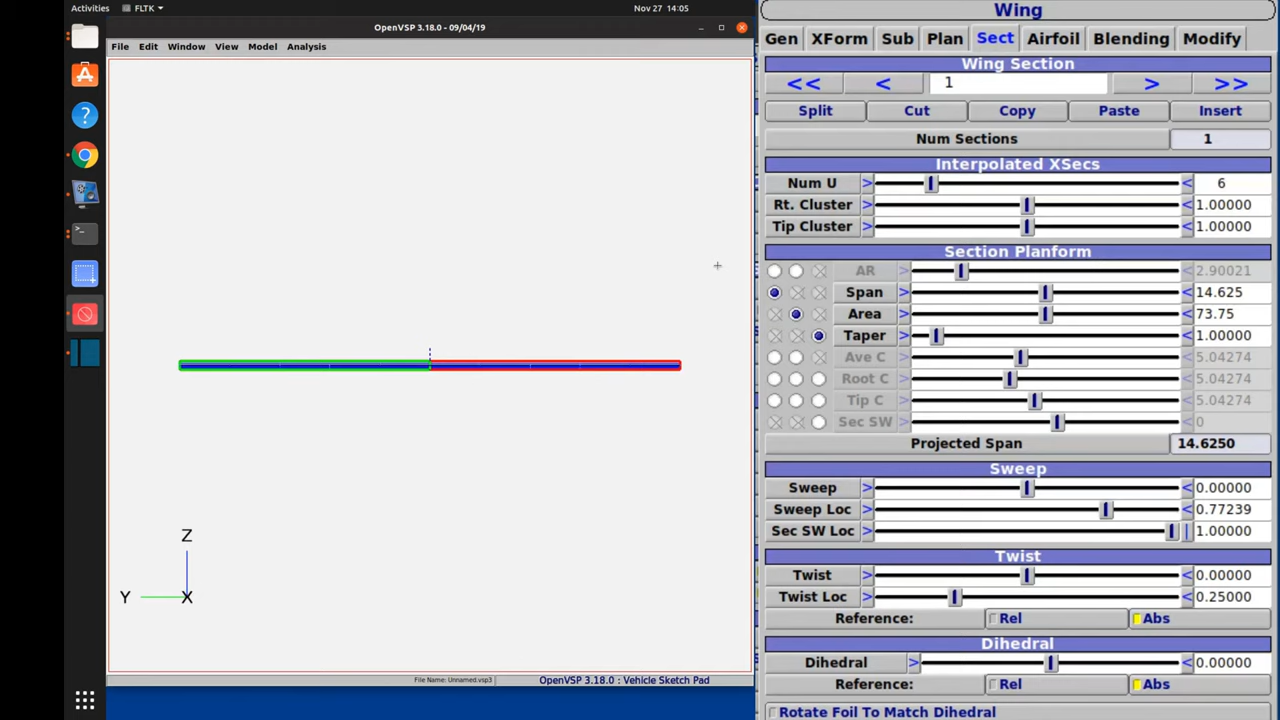 Activities FLTK Nov 27 14:05
OpenVSP 3.18.0 - 09/04/19
File Edit Window View Model Analysis
Z
Y X
File Name: Unnamed.vsp3 OpenVSP 3.18.0 : Vehicle Sketch Pad
Wing
Gen XForm Sub Plan Sect Airfoil Blending Modify
Wing Section
<< < 1 > >>
Split Cut Copy Paste Insert
Num Sections 1
Interpolated XSecs
Num U > < 6
Rt. Cluster > < 1.00000
Tip Cluster > < 1.00000
Section Planform
AR > < 2.90021
Span > < 14.625
Area > < 73.75
Taper > < 1.00000
Ave C > < 5.04274
Root C > < 5.04274
Tip C > < 5.04274
Sec SW > < 0
Projected Span 14.6250
Sweep
Sweep > < 0.00000
Sweep Loc > < 0.77239
Sec SW Loc > | 1.00000
Twist
Twist > < 0.00000
Twist Loc > < 0.25000
Reference: Rel Abs
Dihedral
Dihedral > < 0.00000
Reference: Rel Abs
Rotate Foil To Match Dihedral